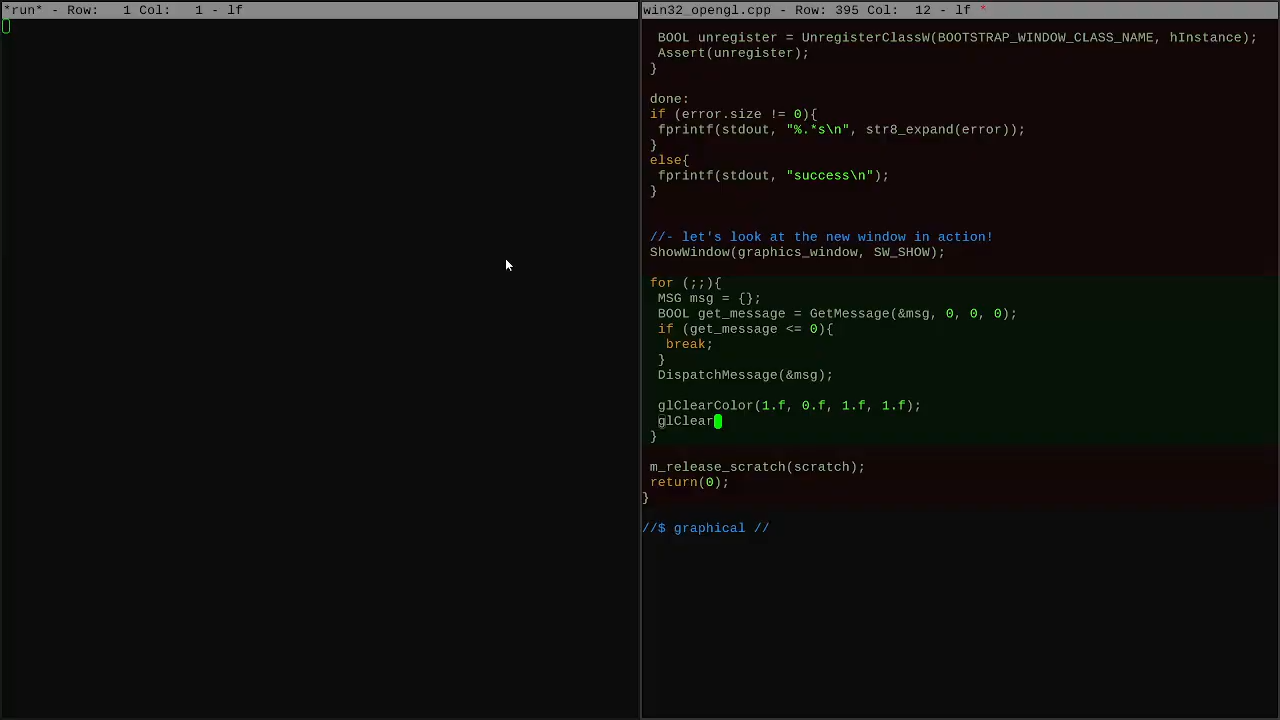 *run* - Row:   1 Col:   1 - lf
win32_opengl.cpp - Row: 395 Col:  12 - lf *
BOOL unregister = UnregisterClassW(BOOTSTRAP_WINDOW_CLASS_NAME, hInstance);
Assert(unregister);
}
done:
if (error.size != 0){
fprintf(stdout, "%.*s\n", str8_expand(error));
}
else{
fprintf(stdout, "success\n");
}
//- let's look at the new window in action!
ShowWindow(graphics_window, SW_SHOW);
for (;;){
MSG msg = {};
BOOL get_message = GetMessage(&msg, 0, 0, 0);
if (get_message <= 0){
break;
}
DispatchMessage(&msg);
glClearColor(1.f, 0.f, 1.f, 1.f);
glClear
}
m_release_scratch(scratch);
return(0);
}
//$ graphical //